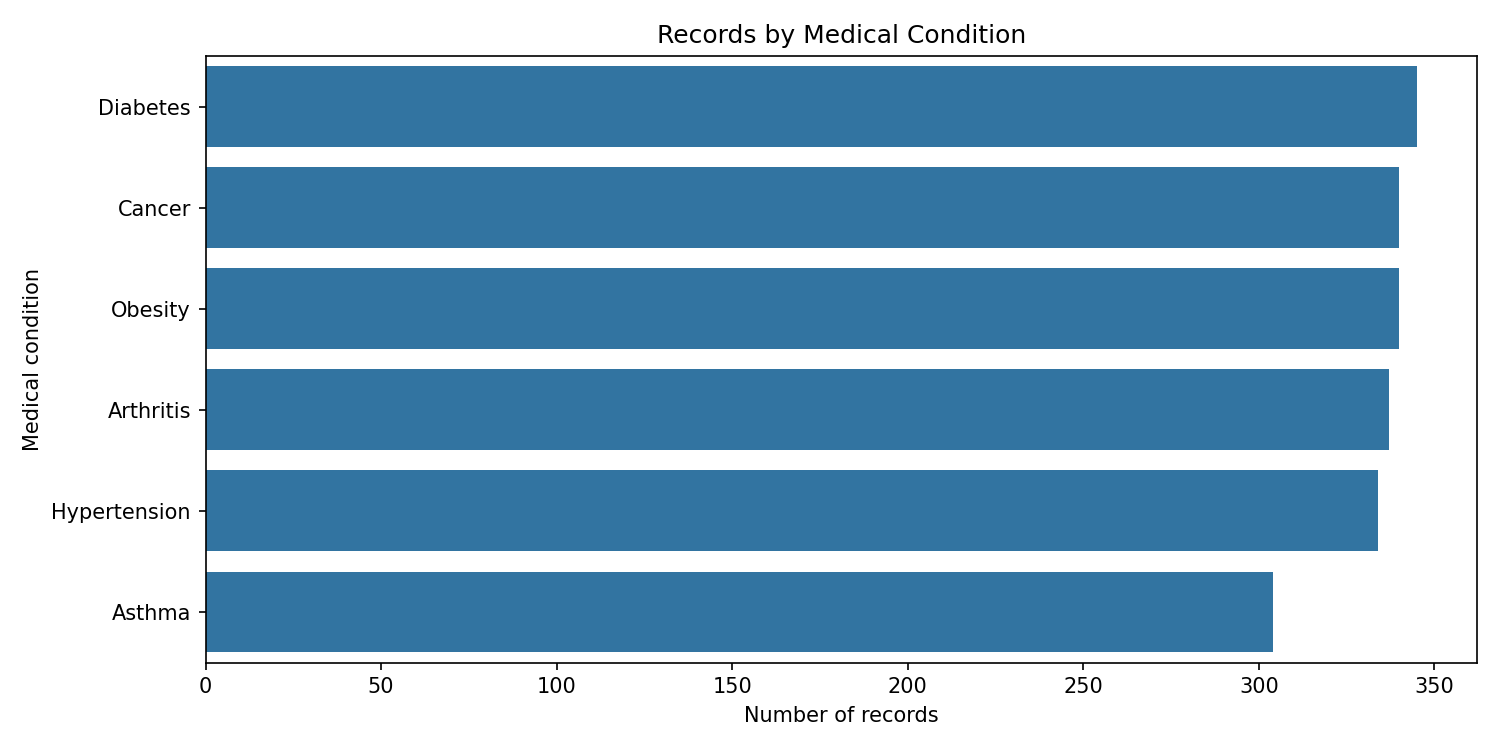 Records by Medical Condition
Medical condition
Diabetes
Cancer
Obesity
Arthritis
Hypertension
Asthma
0 50 100 150 200 250 300 350
Number of records